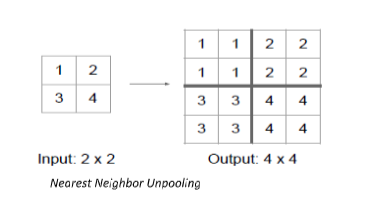 1 2
3 4
1 1 2 2
1 1 2 2
3 3 4 4
3 3 4 4
Input: 2 x 2
Output: 4 x 4
Nearest Neighbor Unpooling